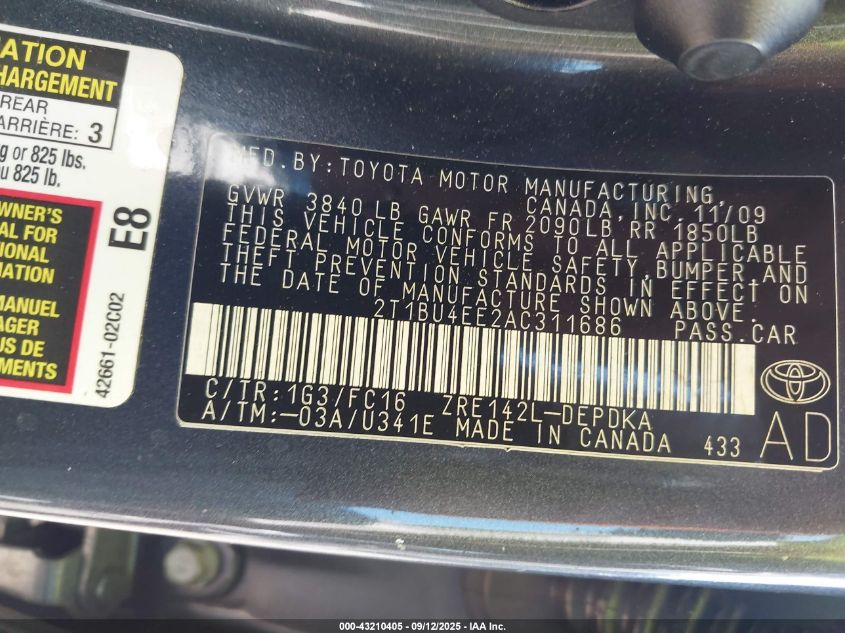 ATION
HARGEMENT
REAR
ARRIÈRE: 3
g or 825 lbs.
u 825 lb.
WNER'S
AL FOR
TIONAL
MATION
MANUEL
AGER
US DE
EMENTS
E8
42661-02C02
MFD. BY: TOYOTA MOTOR MANUFACTURING,
CANADA, INC. 11/09
GVWR 3840 LB GAWR FR 2090LB, RR 1850LB
THIS VEHICLE CONFORMS TO ALL APPLICABLE
FEDERAL MOTOR VEHICLE SAFETY, BUMPER, AND
THEFT PREVENTION STANDARDS IN EFFECT ON
THE DATE OF MANUFACTURE SHOWN ABOVE.
2T1BU4EE2AC311686 PASS.CAR
C/TR: 1G3/FC16 ZRE142L-DEPDKA
A/TM:-03A/U341E MADE IN CANADA 433
AD
000-43210405 - 09/12/2025 - IAA Inc.